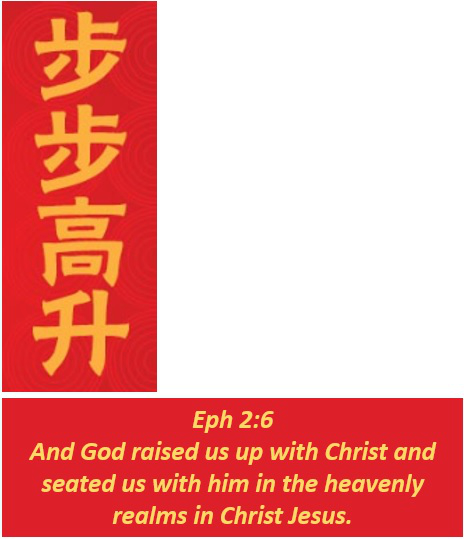 步步高升
Eph 2:6
And God raised us up with Christ and
seated us with him in the heavenly
realms in Christ Jesus.